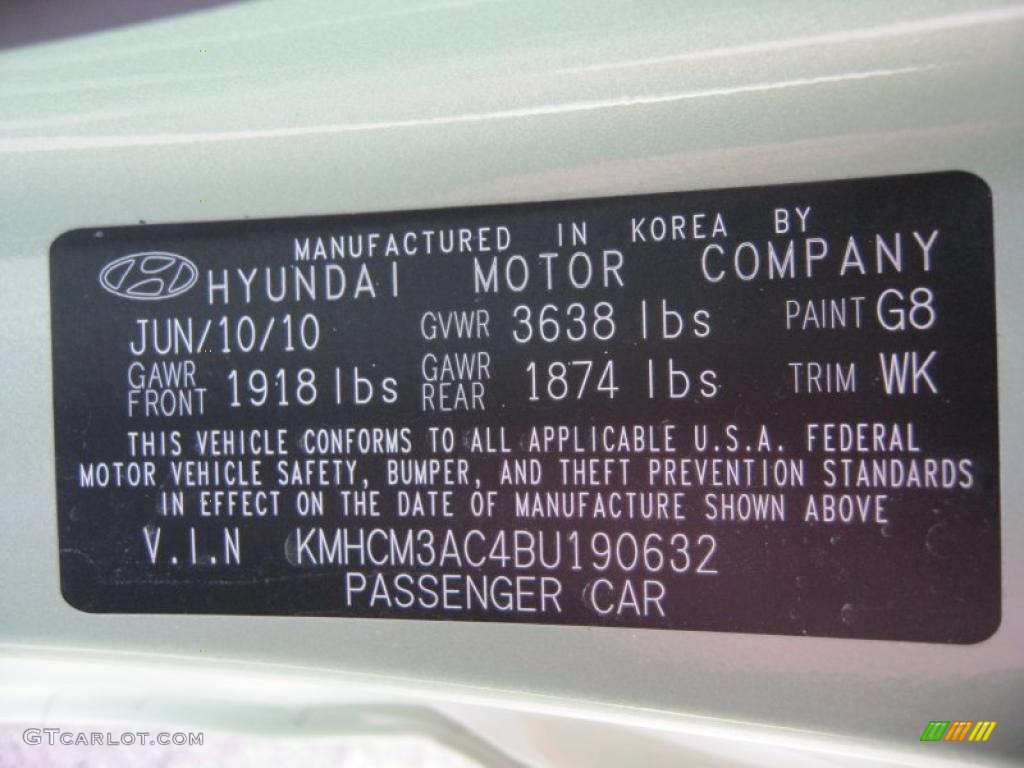 MANUFACTURED IN KOREA BY
HYUNDAI MOTOR COMPANY
JUN/10/10 GVWR 3638 lbs PAINT G8
GAWR FRONT 1918 lbs GAWR REAR 1874 lbs TRIM WK
THIS VEHICLE CONFORMS TO ALL APPLICABLE U.S.A. FEDERAL
MOTOR VEHICLE SAFETY, BUMPER, AND THEFT PREVENTION STANDARDS
IN EFFECT ON THE DATE OF MANUFACTURE SHOWN ABOVE
V.I.N KMHCM3AC4BU190632
PASSENGER CAR
GTCARLOT.COM